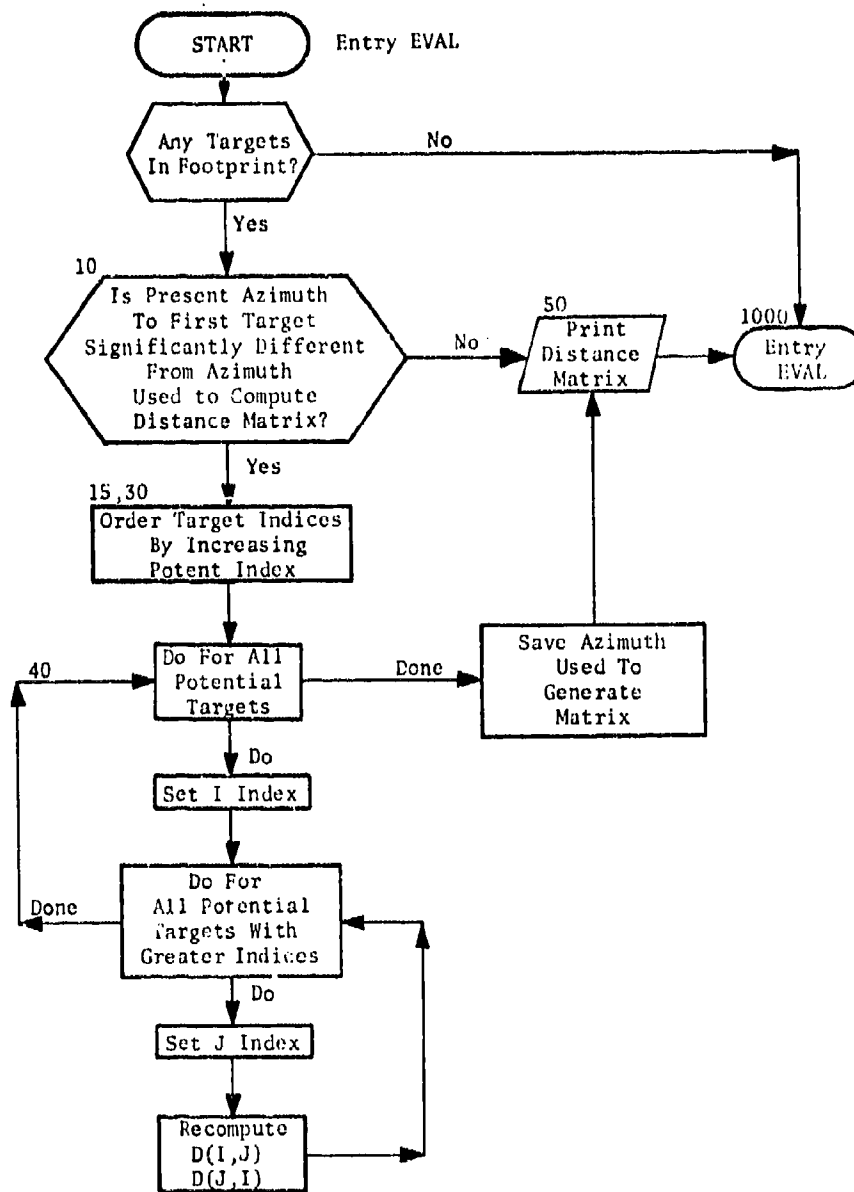 START
Entry EVAL
Any Targets
In Footprint?
No
Yes
10
Is Present Azimuth
To First Target
Significantly Different
From Azimuth
Used to Compute
Distance Matrix?
No
50
Print
Distance
Matrix
1000
Entry
EVAL
Yes
15,30
Order Target Indices
By Increasing
Potent Index
40
Do For All
Potential
Targets
Done
Save Azimuth
Used To
Generate
Matrix
Do
Set I Index
Do For
All Potential
Targets With
Greater Indices
Done
Do
Set J Index
Recompute
D(I,J)
D(J,I)